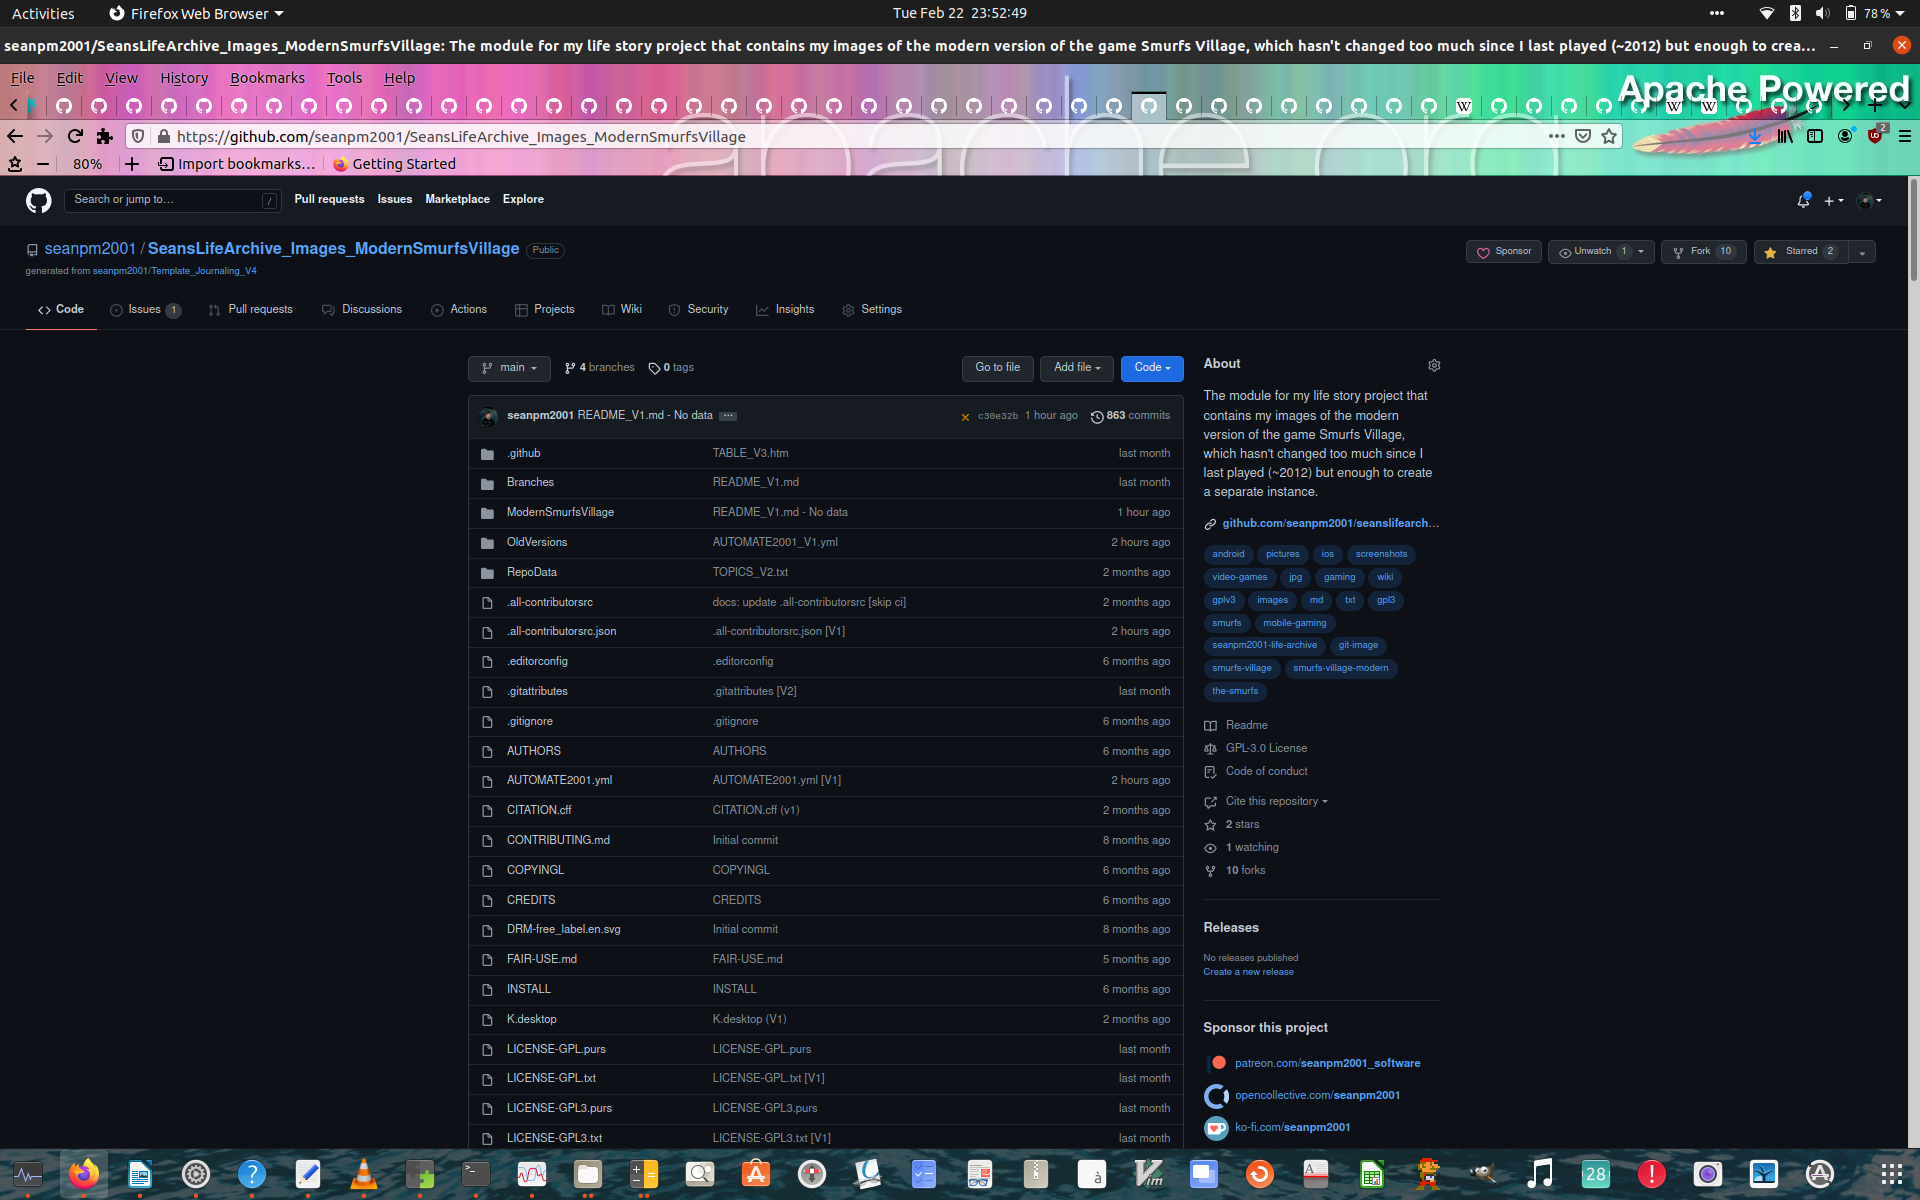 Activities
Firefox Web Browser
Tue Feb 22 23:52:49
78 %
seanpm2001/SeansLifeArchive_Images_ModernSmurfsVillage: The module for my life story project that contains my images of the modern version of the game Smurfs Village, which hasn't changed too much since I last played (~2012) but enough to crea...
File Edit View History Bookmarks Tools Help
Apache Powered
https://github.com/seanpm2001/SeansLifeArchive_Images_ModernSmurfsVillage
2
80%
Import bookmarks...
Getting Started
Search or jump to...
/
Pull requests Issues Marketplace Explore
seanpm2001 / SeansLifeArchive_Images_ModernSmurfsVillage Public
generated from seanpm2001/Template_Journaling_V4
Sponsor
Unwatch 1
Fork 10
Starred 2
Code
Issues 1
Pull requests
Discussions
Actions
Projects
Wiki
Security
Insights
Settings
main
4 branches
0 tags
Go to file
Add file
Code
seanpm2001 README_V1.md - No data ... c30e32b 1 hour ago 863 commits
.github TABLE_V3.htm last month
Branches README_V1.md last month
ModernSmurfsVillage README_V1.md - No data 1 hour ago
OldVersions AUTOMATE2001_V1.yml 2 hours ago
RepoData TOPICS_V2.txt 2 months ago
.all-contributorsrc docs: update .all-contributorsrc [skip ci] 2 months ago
.all-contributorsrc.json .all-contributorsrc.json [V1] 2 hours ago
.editorconfig .editorconfig 6 months ago
.gitattributes .gitattributes [V2] last month
.gitignore .gitignore 6 months ago
AUTHORS AUTHORS 6 months ago
AUTOMATE2001.yml AUTOMATE2001.yml [V1] 2 hours ago
CITATION.cff CITATION.cff (v1) 2 months ago
CONTRIBUTING.md Initial commit 8 months ago
COPYINGL COPYINGL 6 months ago
CREDITS CREDITS 6 months ago
DRM-free_label.en.svg Initial commit 8 months ago
FAIR-USE.md FAIR-USE.md 5 months ago
INSTALL INSTALL 6 months ago
K.desktop K.desktop (V1) 2 months ago
LICENSE-GPL.purs LICENSE-GPL.purs last month
LICENSE-GPL.txt LICENSE-GPL.txt [V1] last month
LICENSE-GPL3.purs LICENSE-GPL3.purs last month
LICENSE-GPL3.txt LICENSE-GPL3.txt [V1] last month
About
The module for my life story project that
contains my images of the modern
version of the game Smurfs Village,
which hasn't changed too much since I
last played (~2012) but enough to create
a separate instance.
github.com/seanpm2001/seanslifearch...
android pictures ios screenshots
video-games jpg gaming wiki
gplv3 images md txt gpl3
smurfs mobile-gaming
seanpm2001-life-archive git-image
smurfs-village smurfs-village-modern
the-smurfs
Readme
GPL-3.0 License
Code of conduct
Cite this repository
2 stars
1 watching
10 forks
Releases
No releases published
Create a new release
Sponsor this project
patreon.com/seanpm2001_software
opencollective.com/seanpm2001
ko-fi.com/seanpm2001
28